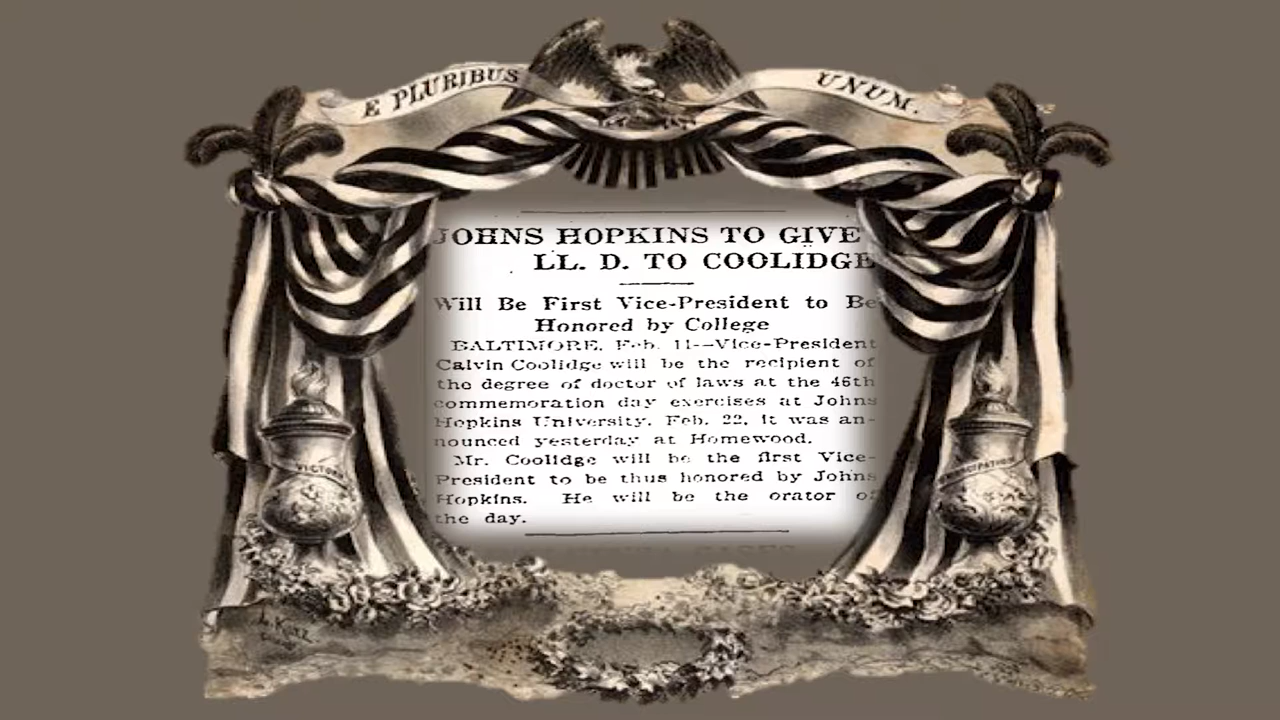 E PLURIBUS UNUM.
JOHNS HOPKINS TO GIVE
LL. D. TO COOLIDGE
Will Be First Vice-President to Be
Honored by College
BALTIMORE, Feb. 11--Vice-President
Calvin Coolidge will be the recipient of
the degree of doctor of laws at the 46th
commemoration day exercises at Johns
Hopkins University, Feb. 22, it was an-
nounced yesterday at Homewood.
Mr. Coolidge will be the first Vice-
President to be thus honored by Johns
Hopkins. He will be the orator of
the day.
VICTORY